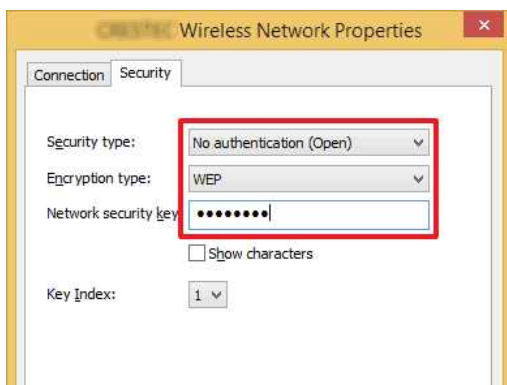 Wireless Network Properties
Connection Security
Security type: No authentication (Open)
Encryption type: WEP
Network security key ••••••••
Show characters
Key Index: 1